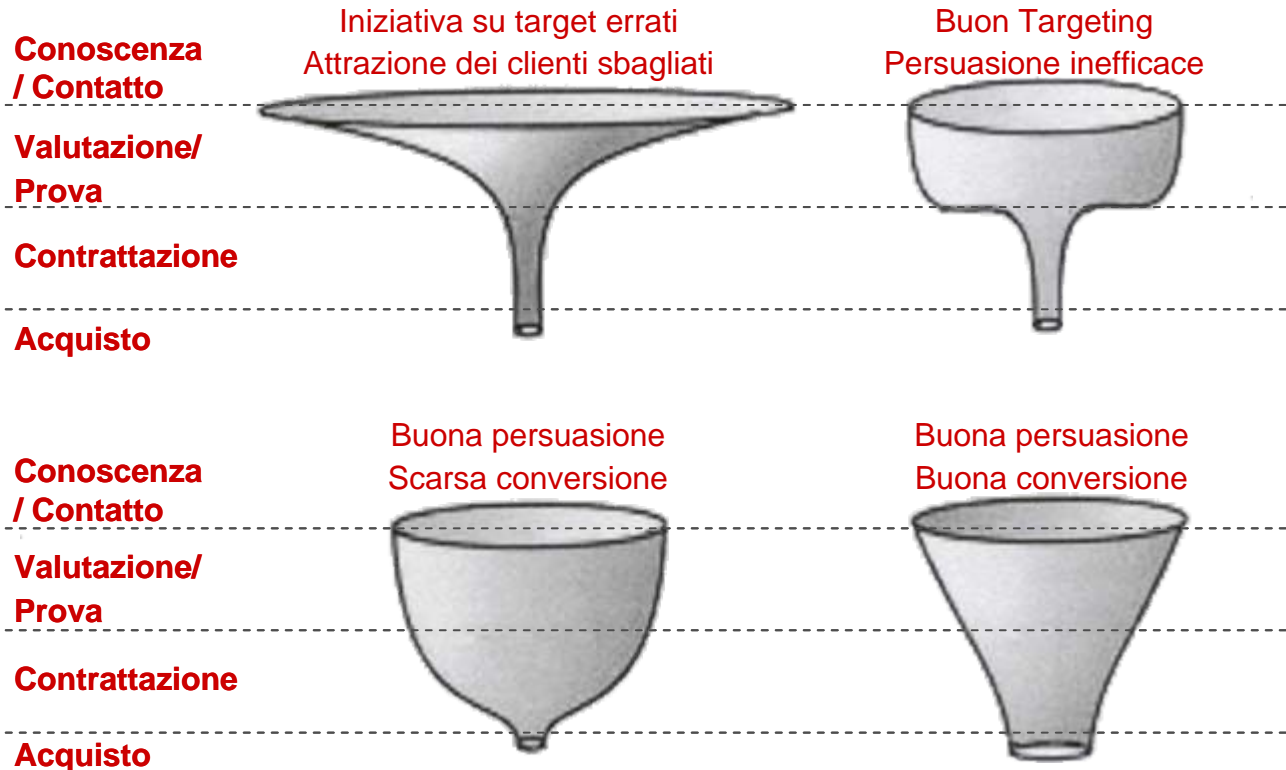 Iniziativa su target errati
Attrazione dei clienti sbagliati
Buon Targeting
Persuasione inefficace
Conoscenza
/ Contatto
Valutazione/
Prova
Contrattazione
Acquisto
Buona persuasione
Scarsa conversione
Buona persuasione
Buona conversione
Conoscenza
/ Contatto
Valutazione/
Prova
Contrattazione
Acquisto